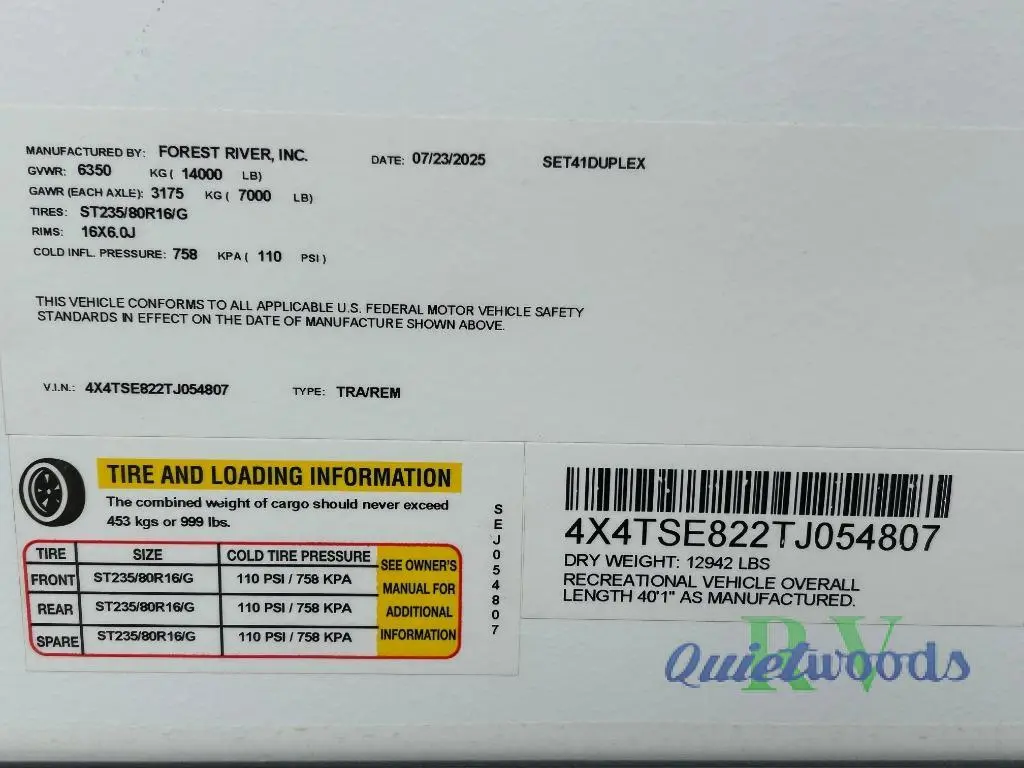 MANUFACTURED BY: FOREST RIVER, INC. DATE: 07/23/2025 SET41DUPLEX
GVWR: 6350 KG ( 14000 LB)
GAWR (EACH AXLE): 3175 KG ( 7000 LB)
TIRES: ST235/80R16/G
RIMS: 16X6.0J
COLD INFL. PRESSURE: 758 KPA ( 110 PSI )
THIS VEHICLE CONFORMS TO ALL APPLICABLE U.S. FEDERAL MOTOR VEHICLE SAFETY
STANDARDS IN EFFECT ON THE DATE OF MANUFACTURE SHOWN ABOVE.
V.I.N.: 4X4TSE822TJ054807 TYPE: TRA/REM
TIRE AND LOADING INFORMATION
The combined weight of cargo should never exceed
453 kgs or 999 lbs.
TIRE SIZE COLD TIRE PRESSURE
FRONT ST235/80R16/G 110 PSI / 758 KPA
REAR ST235/80R16/G 110 PSI / 758 KPA
SPARE ST235/80R16/G 110 PSI / 758 KPA
SEE OWNER'S
MANUAL FOR
ADDITIONAL
INFORMATION
SEJ054807
4X4TSE822TJ054807
DRY WEIGHT: 12942 LBS
RECREATIONAL VEHICLE OVERALL
LENGTH 40'1" AS MANUFACTURED.
Quietwoods RV